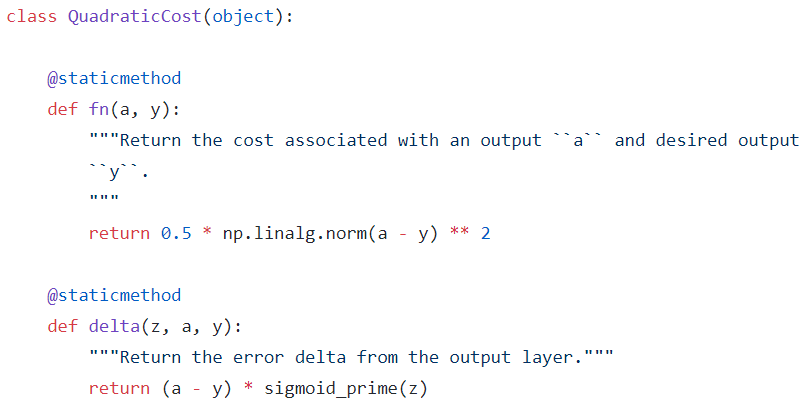 class QuadraticCost(object):
@staticmethod
def fn(a, y):
"""Return the cost associated with an output ``a`` and desired output
``y``.
"""
return 0.5 * np.linalg.norm(a - y) ** 2
@staticmethod
def delta(z, a, y):
"""Return the error delta from the output layer."""
return (a - y) * sigmoid_prime(z)